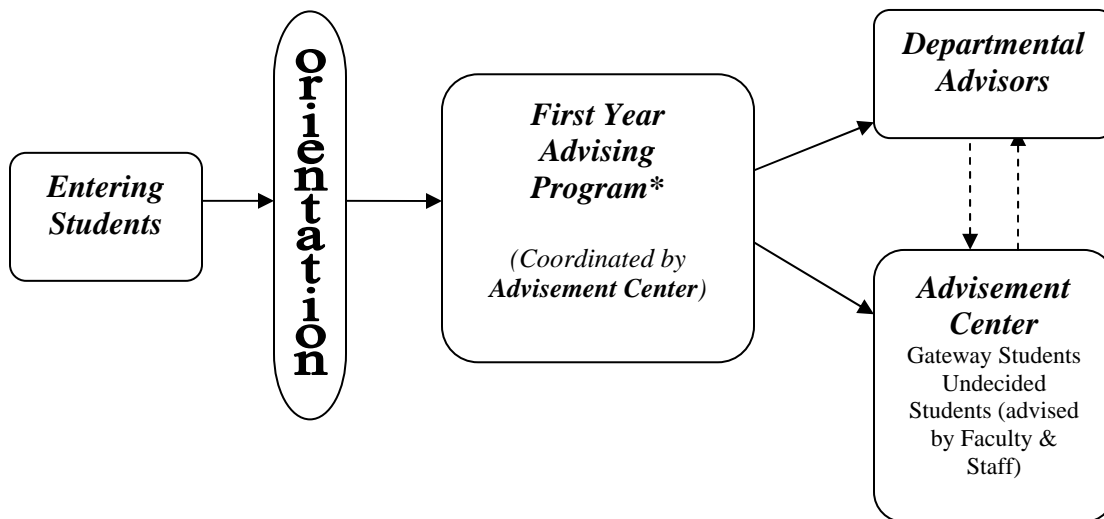 Entering
Students
orientation
First Year
Advising
Program*
(Coordinated by
Advisement Center)
Departmental
Advisors
Advisement
Center
Gateway Students
Undecided
Students (advised
by Faculty &
Staff)